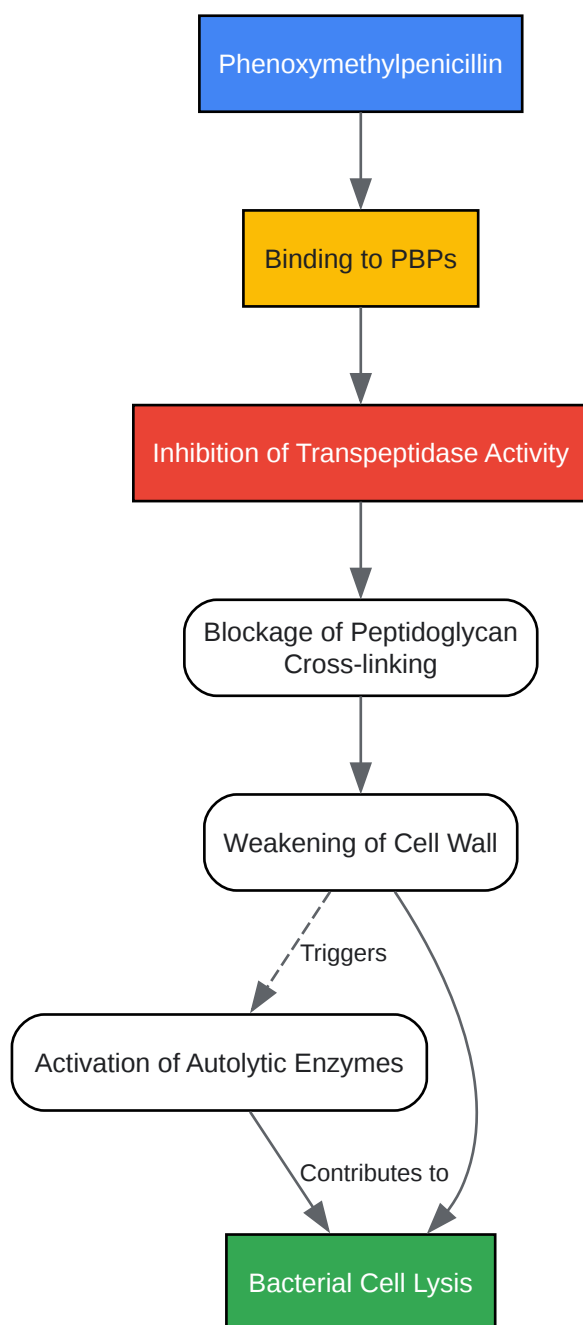 Phenoxymethylpenicillin
Binding to PBPs
Inhibition of Transpeptidase Activity
Blockage of Peptidoglycan
Cross-linking
Weakening of Cell Wall
Triggers
Activation of Autolytic Enzymes
Contributes to
Bacterial Cell Lysis